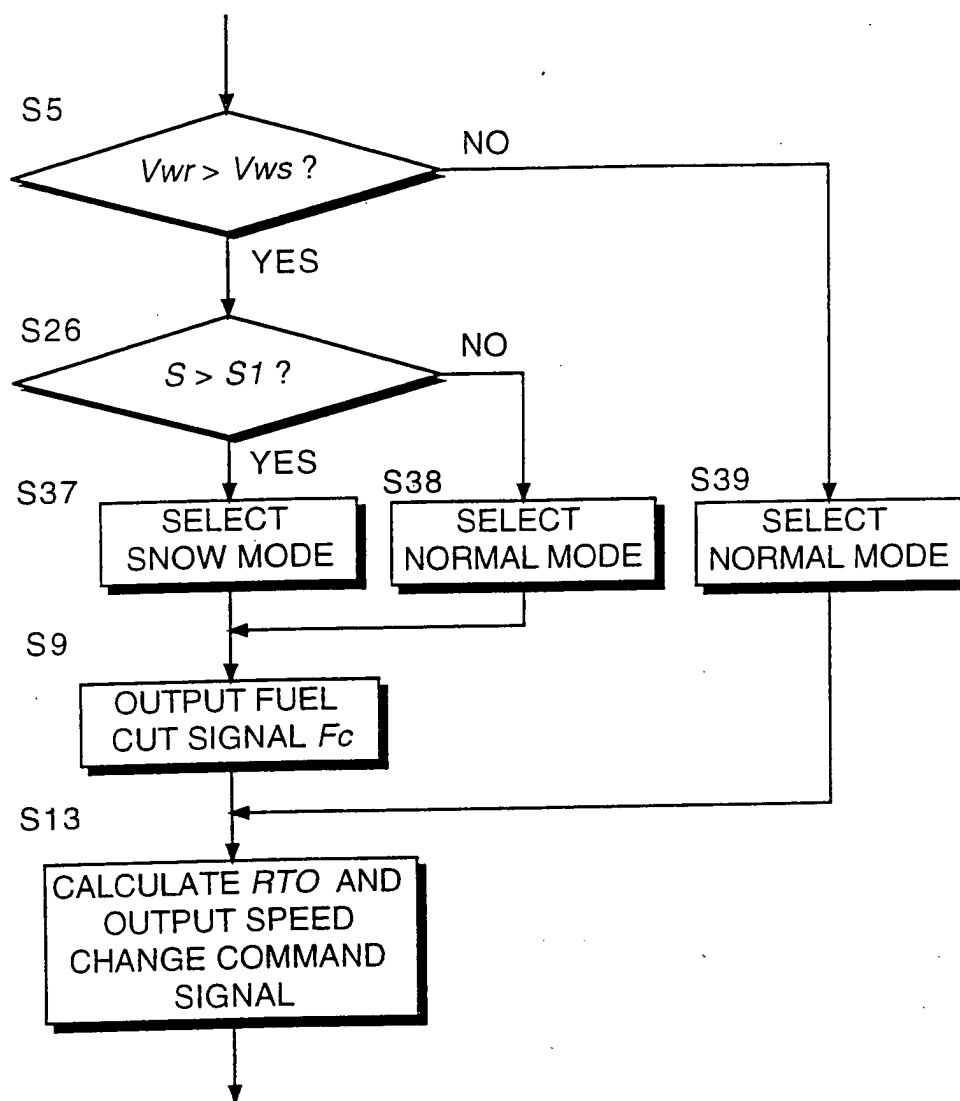 S5
Vwr > Vws ?
NO
YES
S26
S > S1 ?
NO
YES
S37
SELECT
SNOW MODE
S38
SELECT
NORMAL MODE
S39
SELECT
NORMAL MODE
S9
OUTPUT FUEL
CUT SIGNAL Fc
S13
CALCULATE RTO AND
OUTPUT SPEED
CHANGE COMMAND
SIGNAL